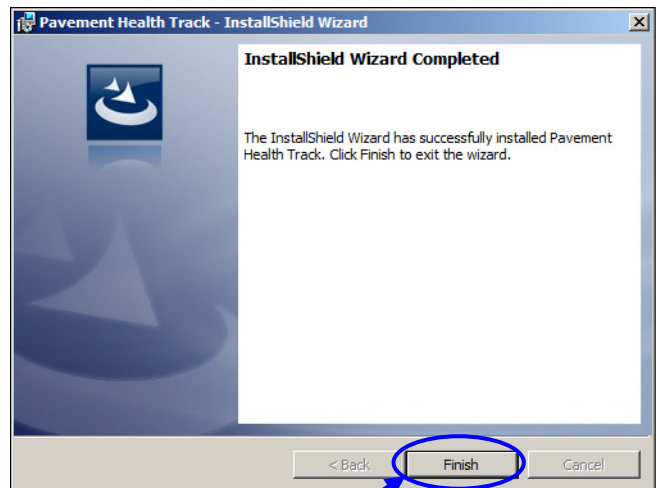 Pavement Health Track - InstallShield Wizard
InstallShield Wizard Completed
The InstallShield Wizard has successfully installed Pavement
Health Track. Click Finish to exit the wizard.
< Back Finish Cancel